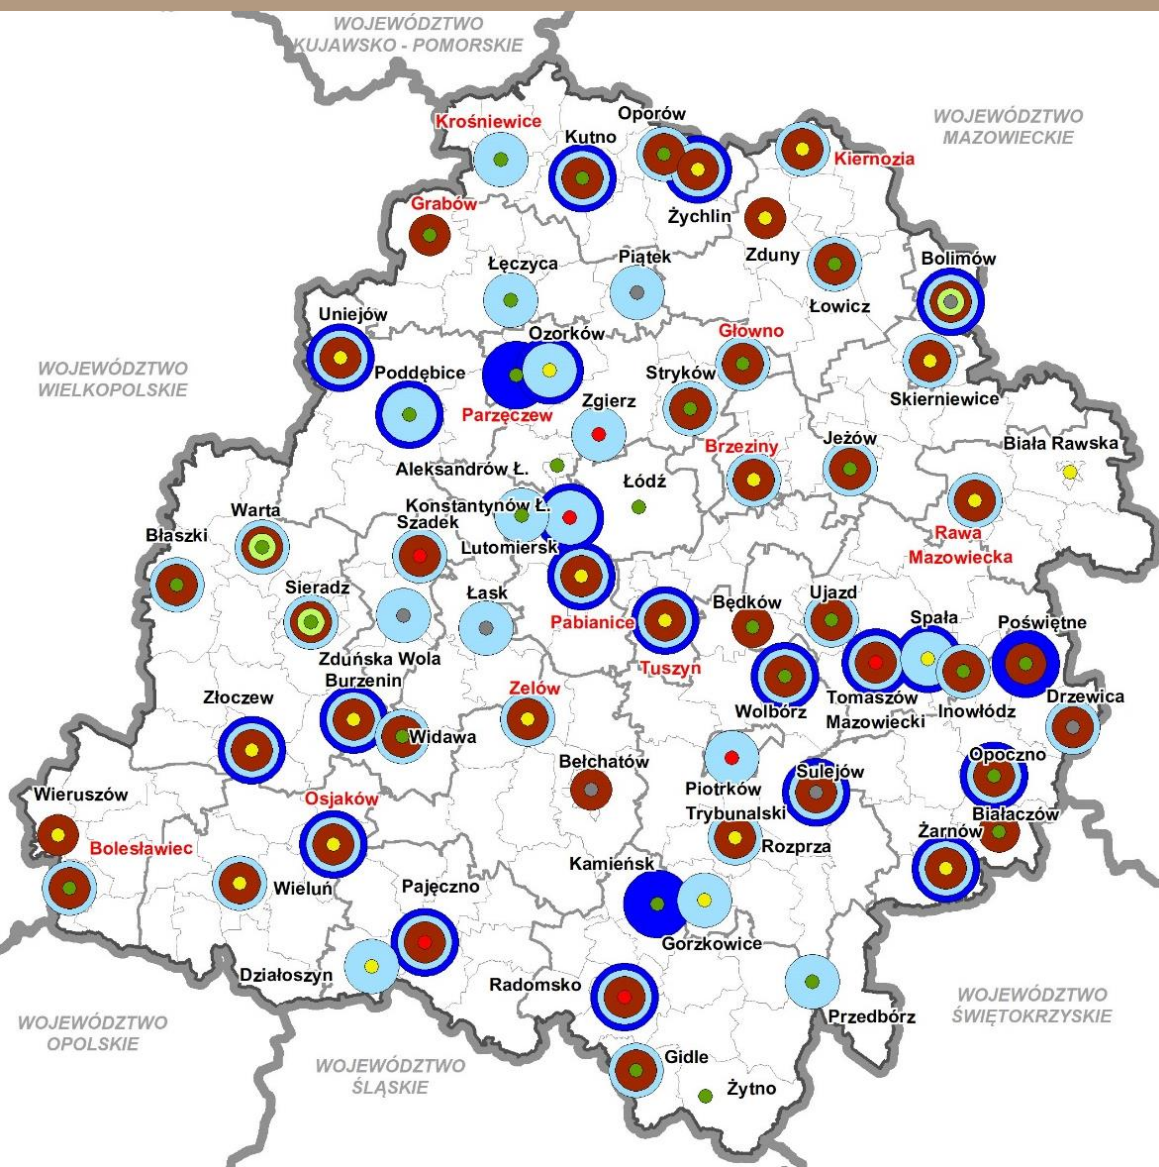 WOJEWÓDZTWO
KUJAWSKO - POMORSKIE
WOJEWÓDZTWO
MAZOWIECKIE
Krośniewice
Kutno
Oporów
Kiernozia
Grabów
Żychlin
Zduny
Łęczyca
Piątek
Łowicz
Bolimów
Uniejów
Ozorków
Głowno
WOJEWÓDZTWO
WIELKOPOLSKIE
Poddębice
Stryków
Parzęczew
Zgierz
Skierniewice
Brzeziny
Jeżów
Biała Rawska
Aleksandrów Ł.
Łódź
Konstantynów Ł.
Warta
Szadek
Błaszki
Lutomiersk
Rawa
Mazowiecka
Sieradz
Łask
Pabianice
Będków
Ujazd
Spała
Poświętne
Zduńska Wola
Tuszyn
Burzenin
Zelów
Złoczew
Wolbórz
Tomaszów
Mazowiecki
Inowłódz
Drzewica
Widawa
Bełchatów
Opoczno
Wieruszów
Osjaków
Piotrków
Trybunalski
Sulejów
Białaczów
Bolesławiec
Rozprza
Żarnów
Kamieńsk
Wieluń
Pajęczno
Gorzkowice
Działoszyn
Radomsko
Przedbórz
WOJEWÓDZTWO
ŚWIĘTOKRZYSKIE
WOJEWÓDZTWO
OPOLSKIE
WOJEWÓDZTWO
ŚLĄSKIE
Gidle
Żytno